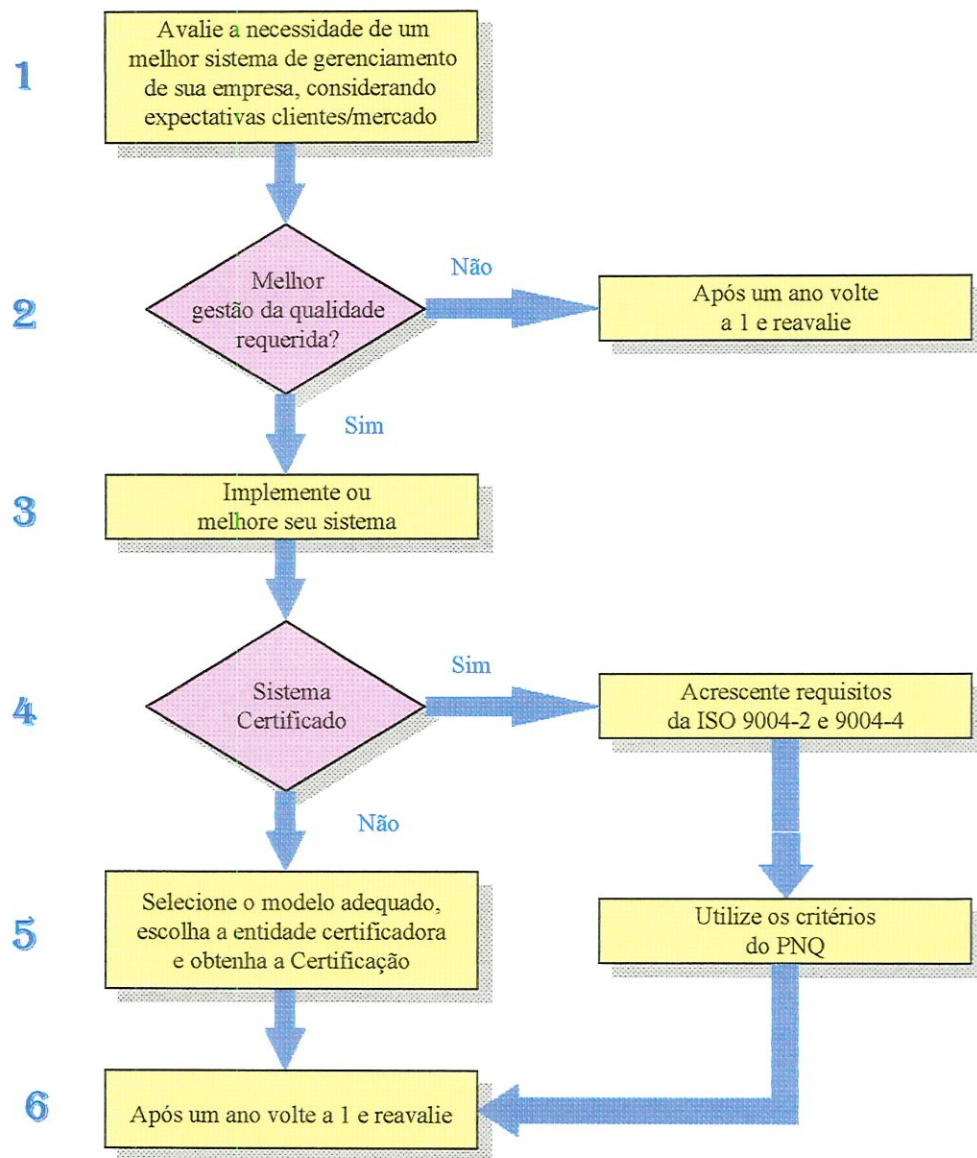 1
Avalie a necessidade de um
melhor sistema de gerenciamento
de sua empresa, considerando
expectativas clientes/mercado
2
Melhor
gestão da qualidade
requerida?
Não
Após um ano volte
a 1 e reavalie
Sim
3
Implemente ou
melhore seu sistema
4
Sistema
Certificado
Sim
Acrescente requisitos
da ISO 9004-2 e 9004-4
Não
5
Selecione o modelo adequado,
escolha a entidade certificadora
e obtenha a Certificação
Utilize os critérios
do PNQ
6
Após um ano volte a 1 e reavalie